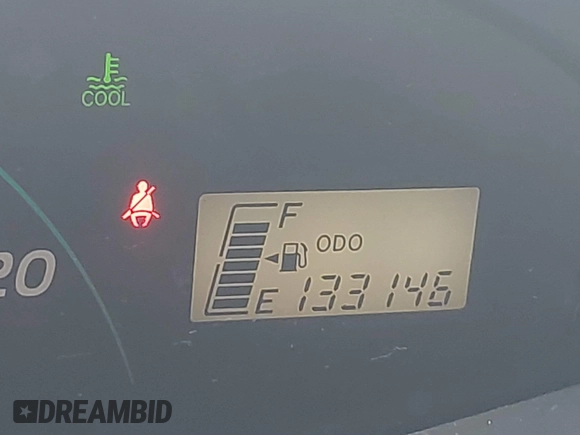 COOL
20
F
ODO
E 133146
DREAMBID